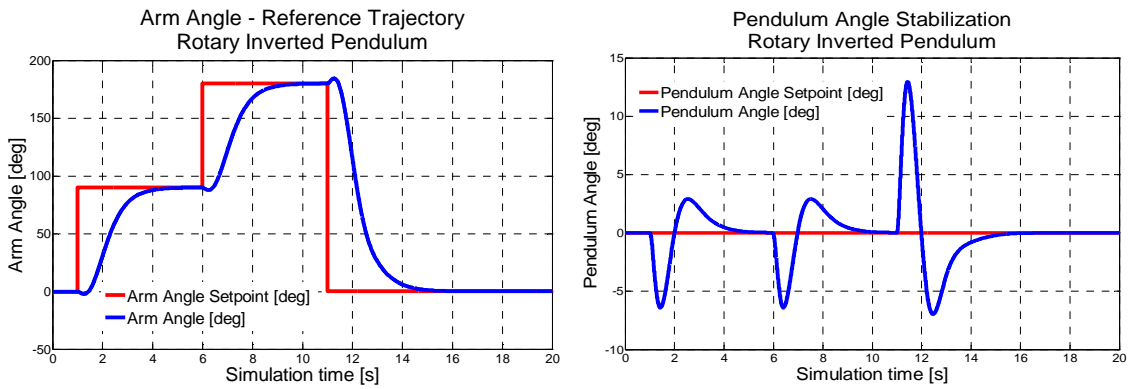 Arm Angle - Reference Trajectory
Rotary Inverted Pendulum
200
150
100
50
0
-50
Arm Angle [deg]
Arm Angle Setpoint [deg]
Arm Angle [deg]
0 2 4 6 8 10 12 14 16 18 20
Simulation time [s]
Pendulum Angle Stabilization
Rotary Inverted Pendulum
15
10
5
0
-5
-10
Pendulum Angle [deg]
Pendulum Angle Setpoint [deg]
Pendulum Angle [deg]
0 2 4 6 8 10 12 14 16 18 20
Simulation time [s]